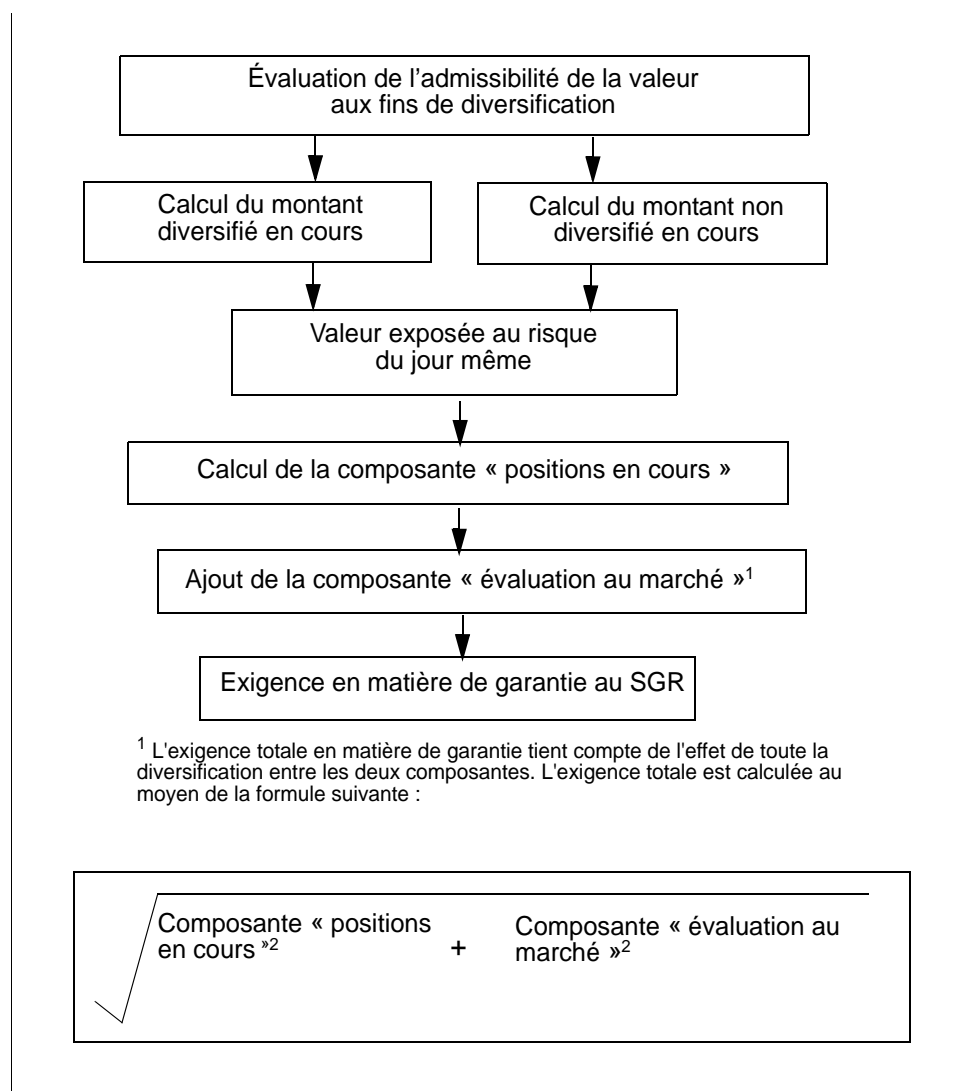 Évaluation de l’admissibilité de la valeur
aux fins de diversification
Calcul du montant
diversifié en cours
Calcul du montant non
diversifié en cours
Valeur exposée au risque
du jour même
Calcul de la composante « positions en cours »
Ajout de la composante « évaluation au marché »¹
Exigence en matière de garantie au SGR
¹ L'exigence totale en matière de garantie tient compte de l'effet de toute la
diversification entre les deux composantes. L'exigence totale est calculée au
moyen de la formule suivante :
Composante « positions
en cours »²
+
Composante « évaluation au
marché »²